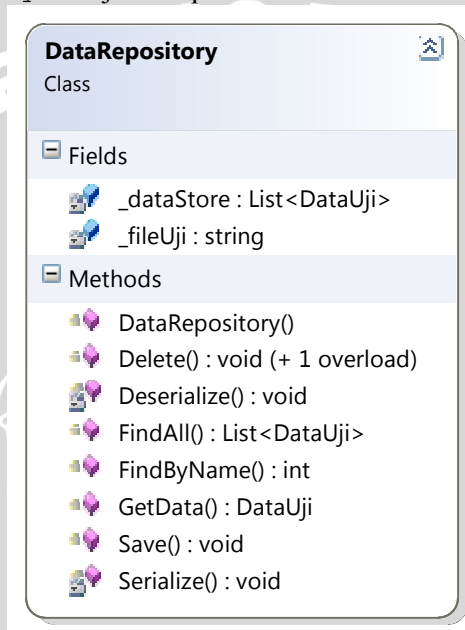 DataRepository
Class
Fields
_dataStore : List<DataUji>
_fileUji : string
Methods
DataRepository()
Delete() : void (+ 1 overload)
Deserialize() : void
FindAll() : List<DataUji>
FindByName() : int
GetData() : DataUji
Save() : void
Serialize() : void